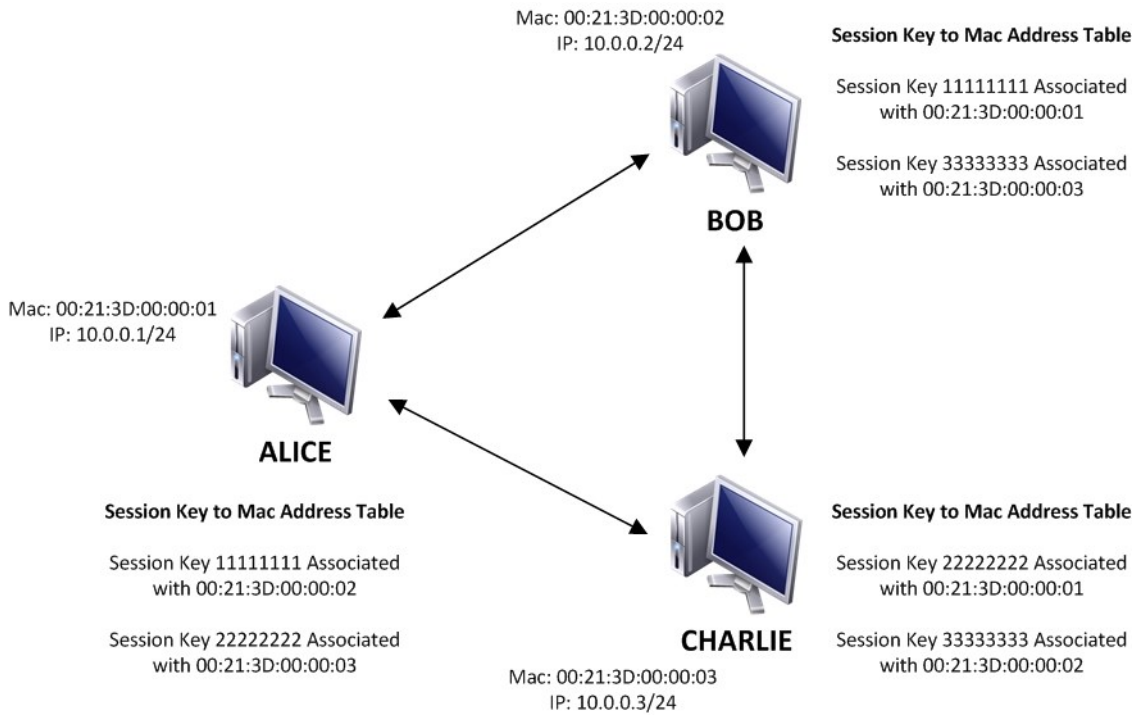 Mac: 00:21:3D:00:00:02
IP: 10.0.0.2/24
BOB
Session Key to Mac Address Table
Session Key 11111111 Associated
with 00:21:3D:00:00:01
Session Key 33333333 Associated
with 00:21:3D:00:00:03
Mac: 00:21:3D:00:00:01
IP: 10.0.0.1/24
ALICE
Session Key to Mac Address Table
Session Key 11111111 Associated
with 00:21:3D:00:00:02
Session Key 22222222 Associated
with 00:21:3D:00:00:03
CHARLIE
Mac: 00:21:3D:00:00:03
IP: 10.0.0.3/24
Session Key to Mac Address Table
Session Key 22222222 Associated
with 00:21:3D:00:00:01
Session Key 33333333 Associated
with 00:21:3D:00:00:02